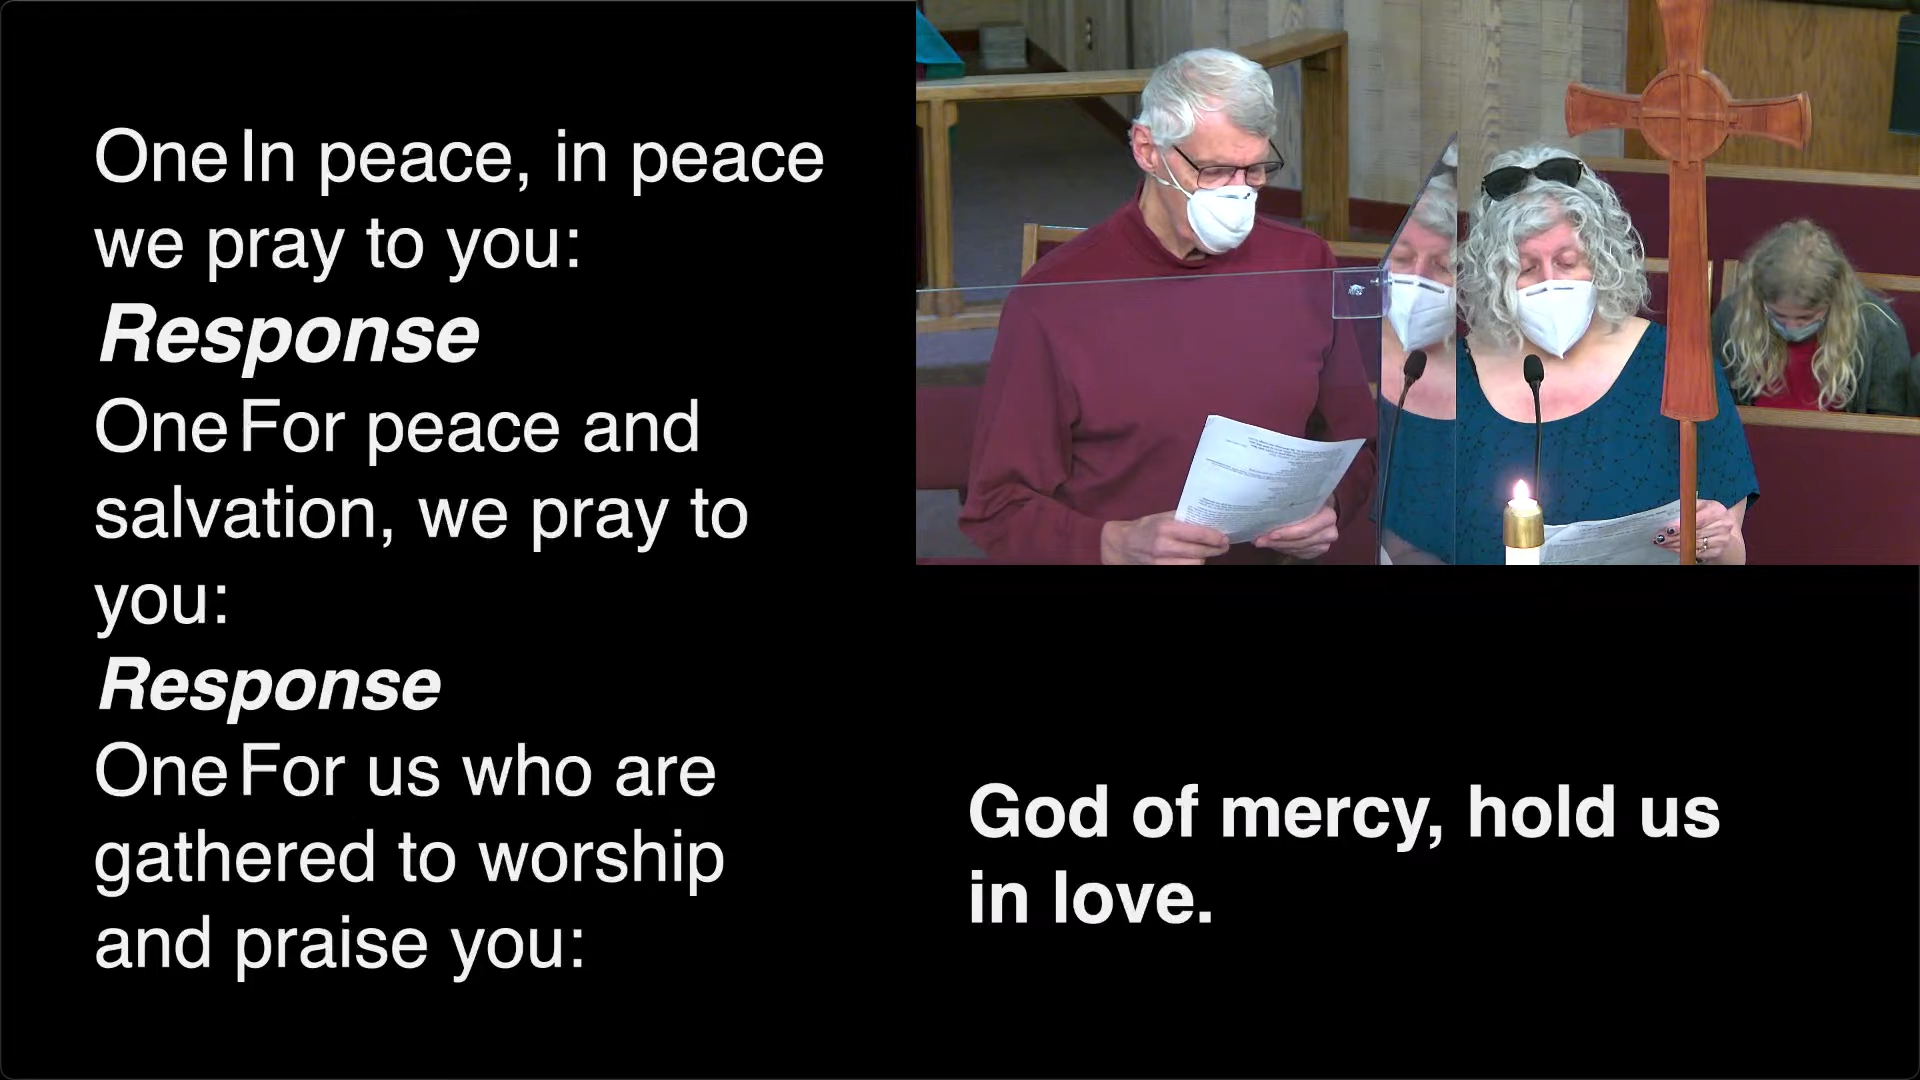 One In peace, in peace
we pray to you:
Response
One For peace and
salvation, we pray to
you:
Response
One For us who are
gathered to worship
and praise you:
God of mercy, hold us
in love.